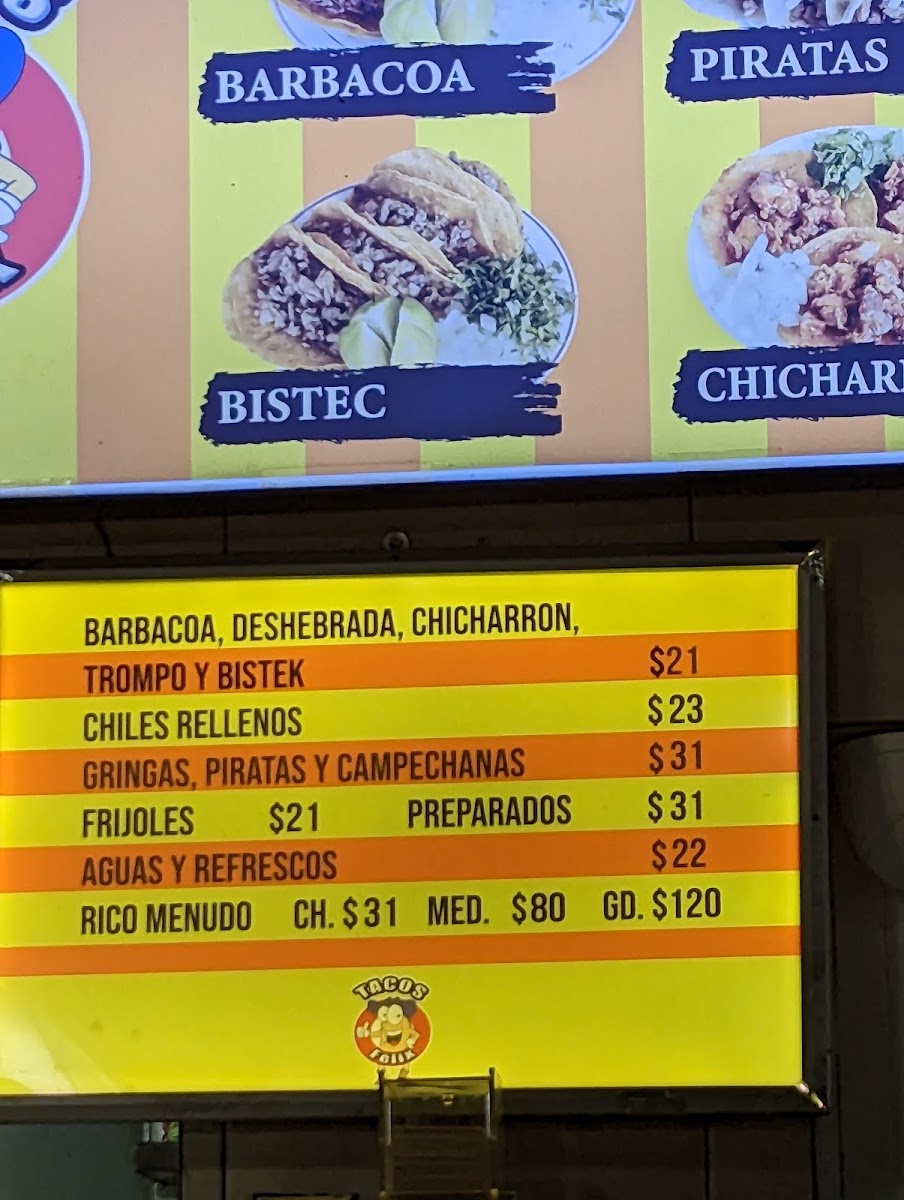 BARBACOA
PIRATAS
BISTEC
BARBACOA, DESHEBRADA, CHICHARRON,
TROMPO Y BISTEK $21
CHILES RELLENOS $23
GRINGAS, PIRATAS Y CAMPECHANAS $31
FRIJOLES $21 PREPARADOS $31
AGUAS Y REFRESCOS $22
RICO MENUDO CH. $31 MED. $80 GD. $120
TACOS
Felix